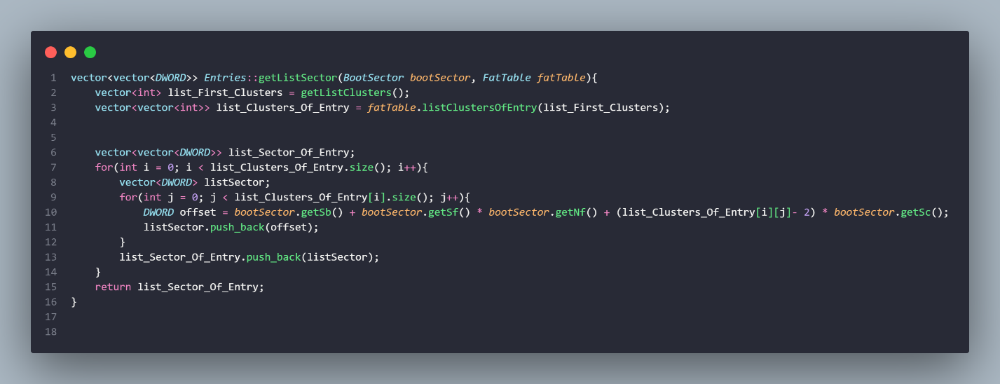 1 vector<vector<DWORD>> Entries::getListSector(BootSector bootSector, FatTable fatTable){
2     vector<int> list_First_Clusters = getListClusters();
3     vector<vector<int>> list_Clusters_Of_Entry = fatTable.listClustersOfEntry(list_First_Clusters);
4
5
6     vector<vector<DWORD>> list_Sector_Of_Entry;
7     for(int i = 0; i < list_Clusters_Of_Entry.size(); i++){
8         vector<DWORD> listSector;
9         for(int j = 0; j < list_Clusters_Of_Entry[i].size(); j++){
10             DWORD offset = bootSector.getSb() + bootSector.getSf() * bootSector.getNf() + (list_Clusters_Of_Entry[i][j]- 2) * bootSector.getSc();
11             listSector.push_back(offset);
12         }
13         list_Sector_Of_Entry.push_back(listSector);
14     }
15     return list_Sector_Of_Entry;
16 }
17
18